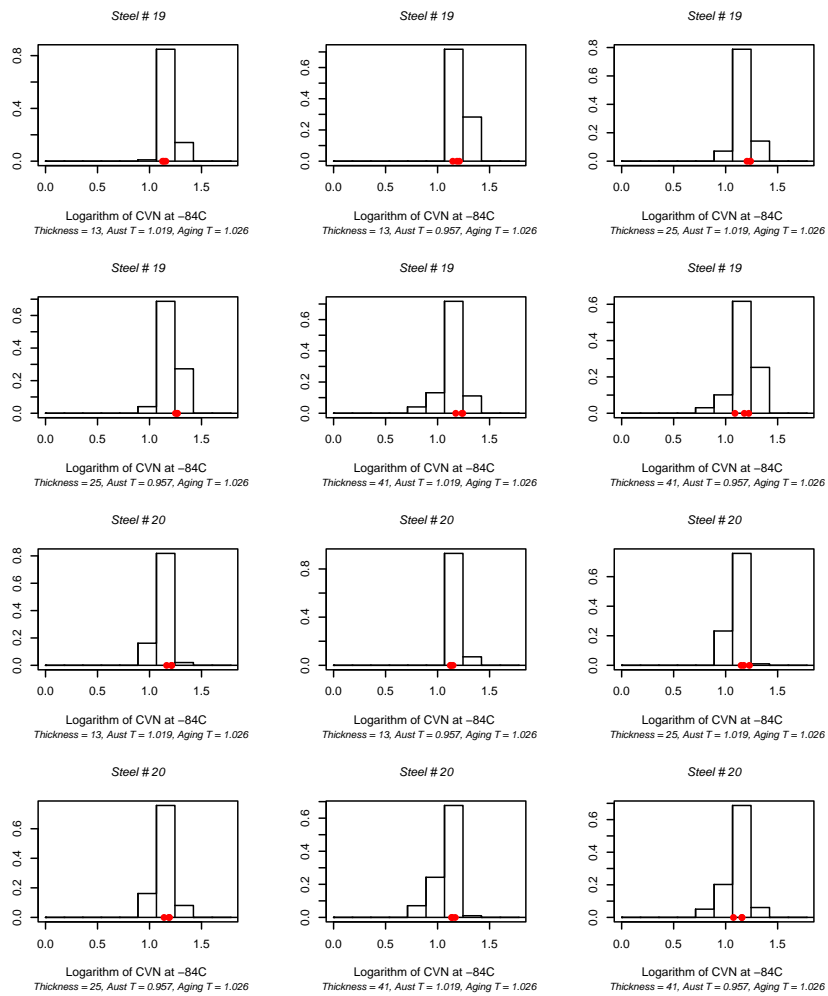 Steel # 19
Steel # 19
Steel # 19
0.0 0.4 0.8
0.0 0.2 0.4 0.6
0.0 0.2 0.4 0.6 0.8
0.0 0.5 1.0 1.5
0.0 0.5 1.0 1.5
0.0 0.5 1.0 1.5
Logarithm of CVN at −84C
Logarithm of CVN at −84C
Logarithm of CVN at −84C
Thickness = 13, Aust T = 1.019, Aging T = 1.026
Thickness = 13, Aust T = 0.957, Aging T = 1.026
Thickness = 25, Aust T = 1.019, Aging T = 1.026
Steel # 19
Steel # 19
Steel # 19
0.0 0.2 0.4 0.6
0.0 0.2 0.4 0.6
0.0 0.2 0.4 0.6
0.0 0.5 1.0 1.5
0.0 0.5 1.0 1.5
0.0 0.5 1.0 1.5
Logarithm of CVN at −84C
Logarithm of CVN at −84C
Logarithm of CVN at −84C
Thickness = 25, Aust T = 0.957, Aging T = 1.026
Thickness = 41, Aust T = 1.019, Aging T = 1.026
Thickness = 41, Aust T = 0.957, Aging T = 1.026
Steel # 20
Steel # 20
Steel # 20
0.0 0.2 0.4 0.6 0.8
0.0 0.4 0.8
0.0 0.2 0.4 0.6
0.0 0.5 1.0 1.5
0.0 0.5 1.0 1.5
0.0 0.5 1.0 1.5
Logarithm of CVN at −84C
Logarithm of CVN at −84C
Logarithm of CVN at −84C
Thickness = 13, Aust T = 1.019, Aging T = 1.026
Thickness = 13, Aust T = 0.957, Aging T = 1.026
Thickness = 25, Aust T = 1.019, Aging T = 1.026
Steel # 20
Steel # 20
Steel # 20
0.0 0.2 0.4 0.6
0.0 0.2 0.4 0.6
0.0 0.2 0.4 0.6
0.0 0.5 1.0 1.5
0.0 0.5 1.0 1.5
0.0 0.5 1.0 1.5
Logarithm of CVN at −84C
Logarithm of CVN at −84C
Logarithm of CVN at −84C
Thickness = 25, Aust T = 0.957, Aging T = 1.026
Thickness = 41, Aust T = 1.019, Aging T = 1.026
Thickness = 41, Aust T = 0.957, Aging T = 1.026